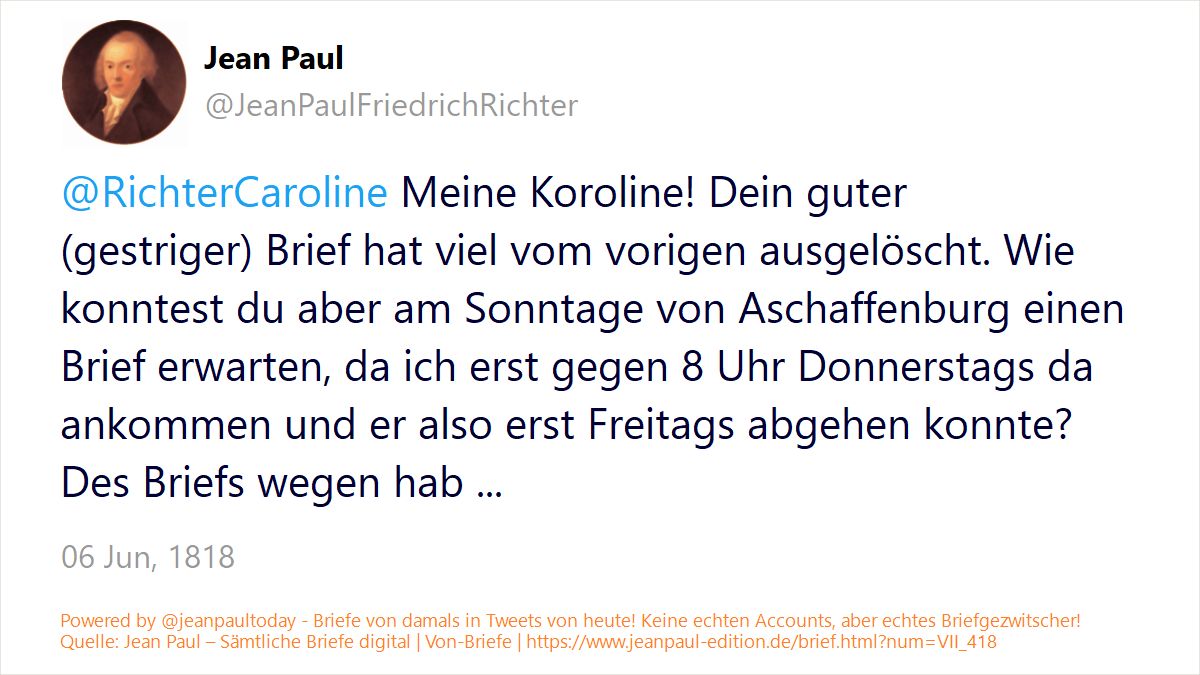 Jean Paul
@JeanPaulFriedrichRichter
@RichterCaroline Meine Koroline! Dein guter
(gestriger) Brief hat viel vom vorigen ausgelöscht. Wie
konntest du aber am Sonntage von Aschaffenburg einen
Brief erwarten, da ich erst gegen 8 Uhr Donnerstags da
ankommen und er also erst Freitags abgehen konnte?
Des Briefs wegen hab ...
06 Jun, 1818
Powered by @jeanpaultoday - Briefe von damals in Tweets von heute! Keine echten Accounts, aber echtes Briefgezwitscher!
Quelle: Jean Paul – Sämtliche Briefe digital | Von-Briefe | https://www.jeanpaul-edition.de/brief.html?num=VII_418